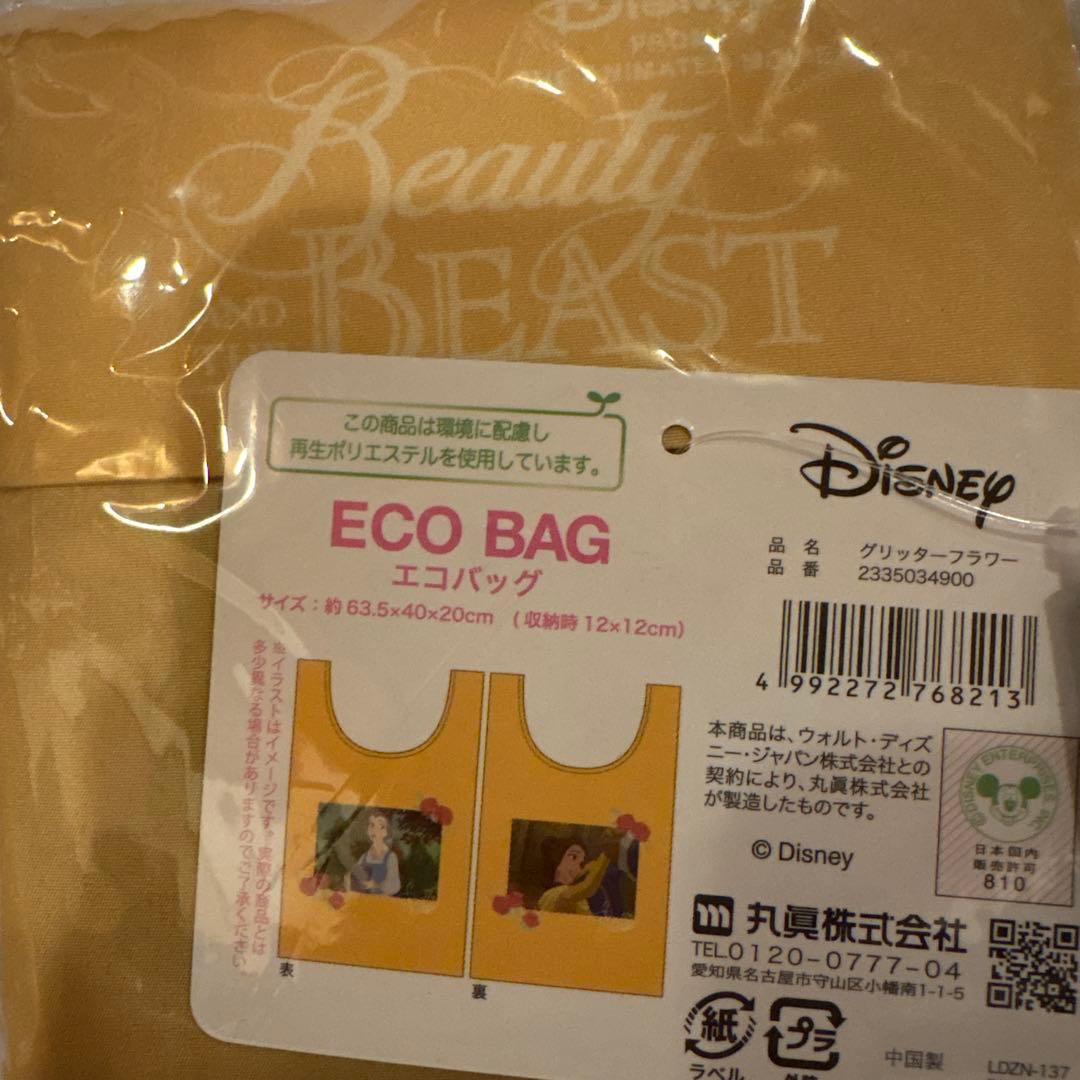 Disney
Beauty
AND
BEAST
この商品は環境に配慮し
再生ポリエステルを使用しています。
ECO BAG
エコバッグ
サイズ：約63.5×40×20cm (収納時12×12cm)
※イラストはイメージです。実際の商品とは
多少異なる場合がありますのでご了承ください。
表
裏
Disney
品名 グリッターフラワー
品番 2335034900
4 992272 768213
本商品は、ウォルト・ディズ
ニー・ジャパン株式会社との
契約により、丸眞株式会社
が製造したものです。
© Disney
©DISNEY ENTERPRISES INC.
日本国内
販売許可
810
m 丸眞株式会社
TEL0120-0777-04
愛知県名古屋市守山区小幡南1-1-5
紙
ラベル
プラ
中国製
LDZN-137